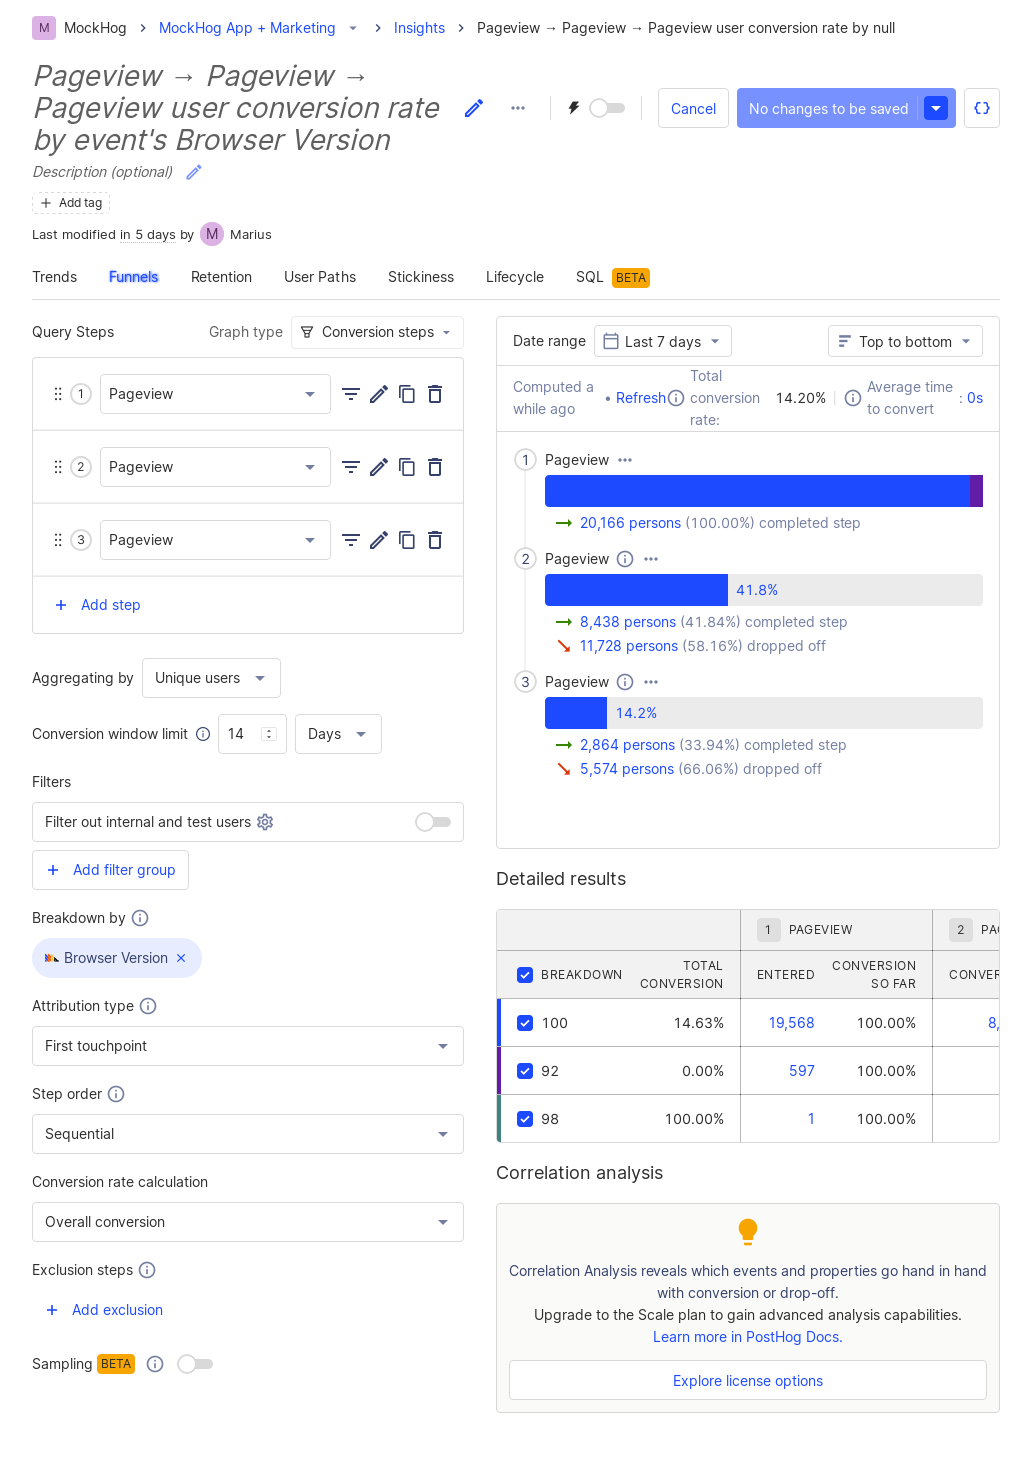 M MockHog > MockHog App + Marketing > Insights > Pageview → Pageview → Pageview user conversion rate by null
Pageview → Pageview →
Pageview user conversion rate
by event's Browser Version
Cancel
No changes to be saved
Description (optional)
Add tag
Last modified in 5 days by M Marius
Trends Funnels Retention User Paths Stickiness Lifecycle SQL BETA
Query Steps Graph type Conversion steps
1 Pageview
2 Pageview
3 Pageview
Add step
Aggregating by Unique users
Conversion window limit 14 Days
Filters
Filter out internal and test users
Add filter group
Breakdown by
Browser Version
Attribution type
First touchpoint
Step order
Sequential
Conversion rate calculation
Overall conversion
Exclusion steps
Add exclusion
Sampling BETA
Date range Last 7 days Top to bottom
Computed a
while ago
• Refresh
Total
conversion
rate:
14.20%
Average time
to convert
: 0s
1 Pageview
20,166 persons (100.00%) completed step
2 Pageview
41.8%
8,438 persons (41.84%) completed step
11,728 persons (58.16%) dropped off
3 Pageview
14.2%
2,864 persons (33.94%) completed step
5,574 persons (66.06%) dropped off
Detailed results
1 PAGEVIEW 2 PAG
BREAKDOWN TOTAL CONVERSION ENTERED CONVERSION SO FAR CONVER
100 14.63% 19,568 100.00% 8,
92 0.00% 597 100.00%
98 100.00% 1 100.00%
Correlation analysis
Correlation Analysis reveals which events and properties go hand in hand
with conversion or drop-off.
Upgrade to the Scale plan to gain advanced analysis capabilities.
Learn more in PostHog Docs.
Explore license options